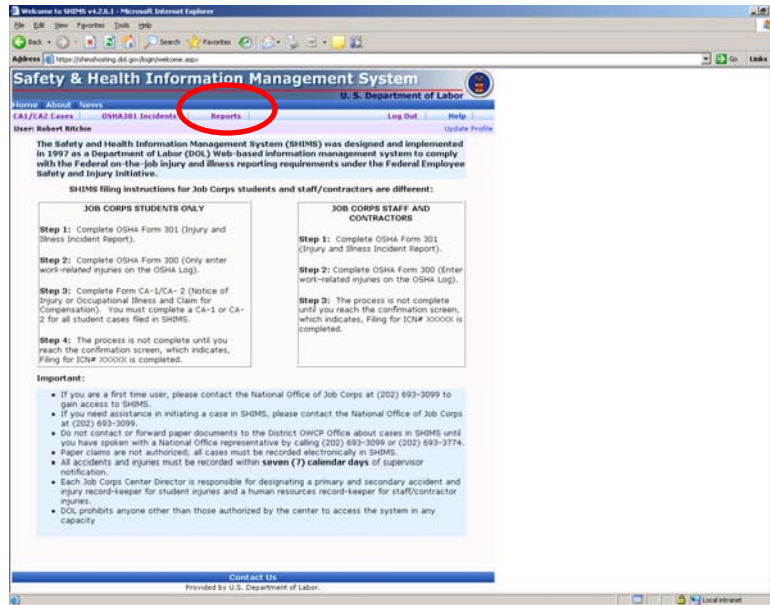 Welcome to SHIMS v4.2.6.1 - Microsoft Internet Explorer
File Edit View Favorites Tools Help
Back Search Favorites
Address https://shimshosting.dol.gov/login/welcome.aspx Go Links
Safety & Health Information Management System
U. S. Department of Labor
Home About News
CA1/CA2 Cases OSHA301 Incidents Reports Log Out Help
User: Robert Ritchie Update Profile
The Safety and Health Information Management System (SHIMS) was designed and implemented
in 1997 as a Department of Labor (DOL) Web-based information management system to comply
with the Federal on-the-job injury and illness reporting requirements under the Federal Employee
Safety and Injury Initiative.
SHIMS filing instructions for Job Corps students and staff/contractors are different:
JOB CORPS STUDENTS ONLY
Step 1: Complete OSHA Form 301 (Injury and
Illness Incident Report).
Step 2: Complete OSHA Form 300 (Only enter
work-related injuries on the OSHA Log).
Step 3: Complete Form CA-1/CA- 2 (Notice of
Injury or Occupational Illness and Claim for
Compensation). You must complete a CA-1 or CA-
2 for all student cases filed in SHIMS.
Step 4: The process is not complete until you
reach the confirmation screen, which indicates,
Filing for ICN# XXXXX is completed.
JOB CORPS STAFF AND
CONTRACTORS
Step 1: Complete OSHA Form 301
(Injury and Illness Incident Report).
Step 2: Complete OSHA Form 300 (Enter
work-related injuries on the OSHA Log).
Step 3: The process is not complete
until you reach the confirmation screen,
which indicates, Filing for ICN# XXXXX is
completed.
Important:
• If you are a first time user, please contact the National Office of Job Corps at (202) 693-3099 to
gain access to SHIMS.
• If you need assistance in initiating a case in SHIMS, please contact the National Office of Job Corps
at (202) 693-3099.
• Do not contact or forward paper documents to the District OWCP Office about cases in SHIMS until
you have spoken with a National Office representative by calling (202) 693-3099 or (202) 693-3774.
• Paper claims are not authorized; all cases must be recorded electronically in SHIMS.
• All accidents and injuries must be recorded within seven (7) calendar days of supervisor
notification.
• Each Job Corps Center Director is responsible for designating a primary and secondary accident and
injury record-keeper for student injuries and a human resources record-keeper for staff/contractor
injuries.
• DOL prohibits anyone other than those authorized by the center to access the system in any
capacity
Contact Us
Provided by U.S. Department of Labor.
Local intranet